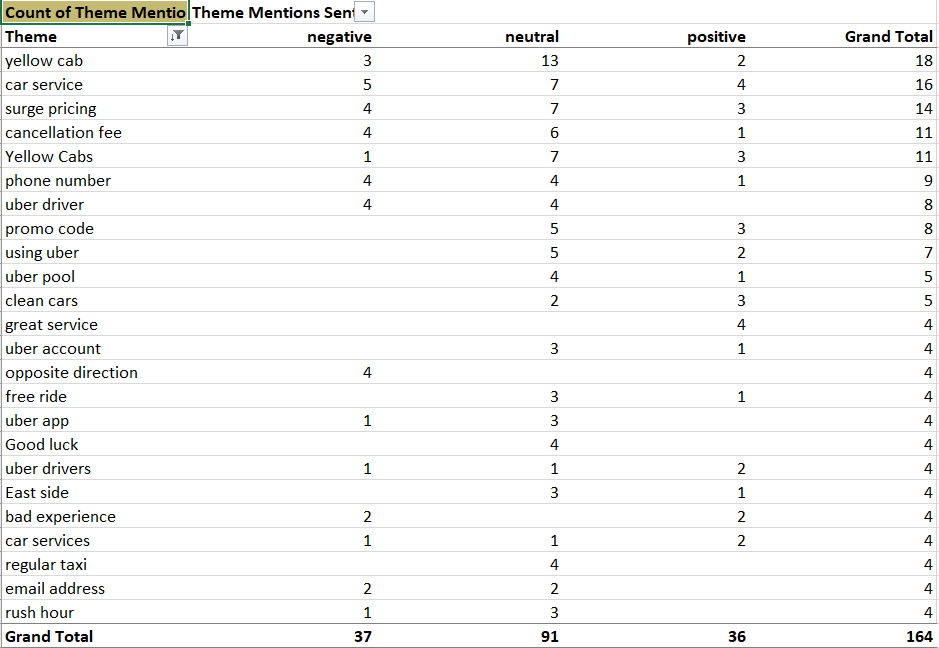 Count of Theme Mentio Theme Mentions Sent
Theme negative neutral positive Grand Total
yellow cab 3 13 2 18
car service 5 7 4 16
surge pricing 4 7 3 14
cancellation fee 4 6 1 11
Yellow Cabs 1 7 3 11
phone number 4 4 1 9
uber driver 4 4 8
promo code 5 3 8
using uber 5 2 7
uber pool 4 1 5
clean cars 2 3 5
great service 4 4
uber account 3 1 4
opposite direction 4 4
free ride 3 1 4
uber app 1 3 4
Good luck 4 4
uber drivers 1 1 2 4
East side 3 1 4
bad experience 2 2 4
car services 1 1 2 4
regular taxi 4 4
email address 2 2 4
rush hour 1 3 4
Grand Total 37 91 36 164